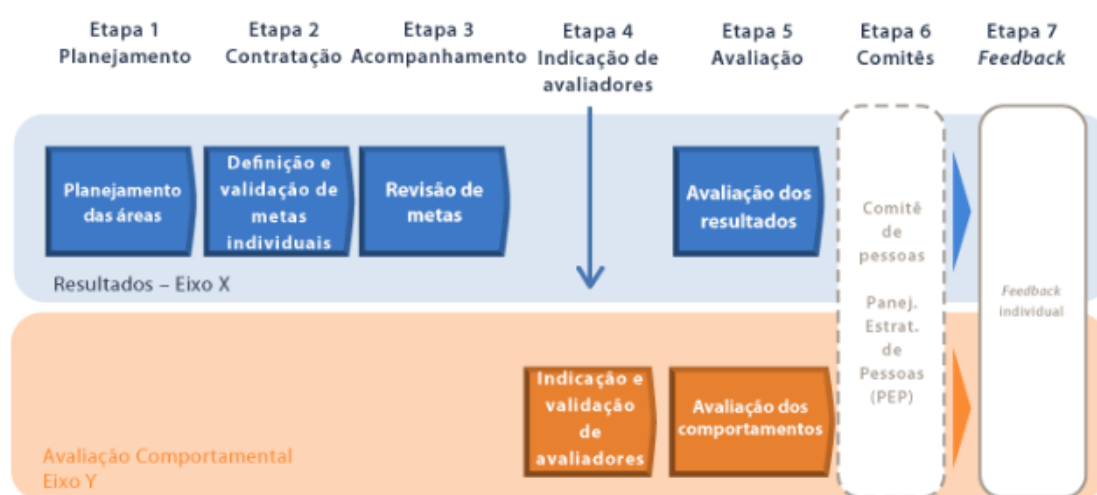 Etapa 1
Planejamento
Etapa 2
Contratação
Etapa 3
Acompanhamento
Etapa 4
Indicação de
avaliadores
Etapa 5
Avaliação
Etapa 6
Comitês
Etapa 7
Feedback
Planejamento
das áreas
Definição e
validação de
metas
individuais
Revisão de
metas
Avaliação dos
resultados
Resultados – Eixo X
Comitê
de
pessoas
Panej.
Estrat.
de
Pessoas
(PEP)
Feedback
individual
Indicação e
validação
de
avaliadores
Avaliação dos
comportamentos
Avaliação Comportamental
Eixo Y